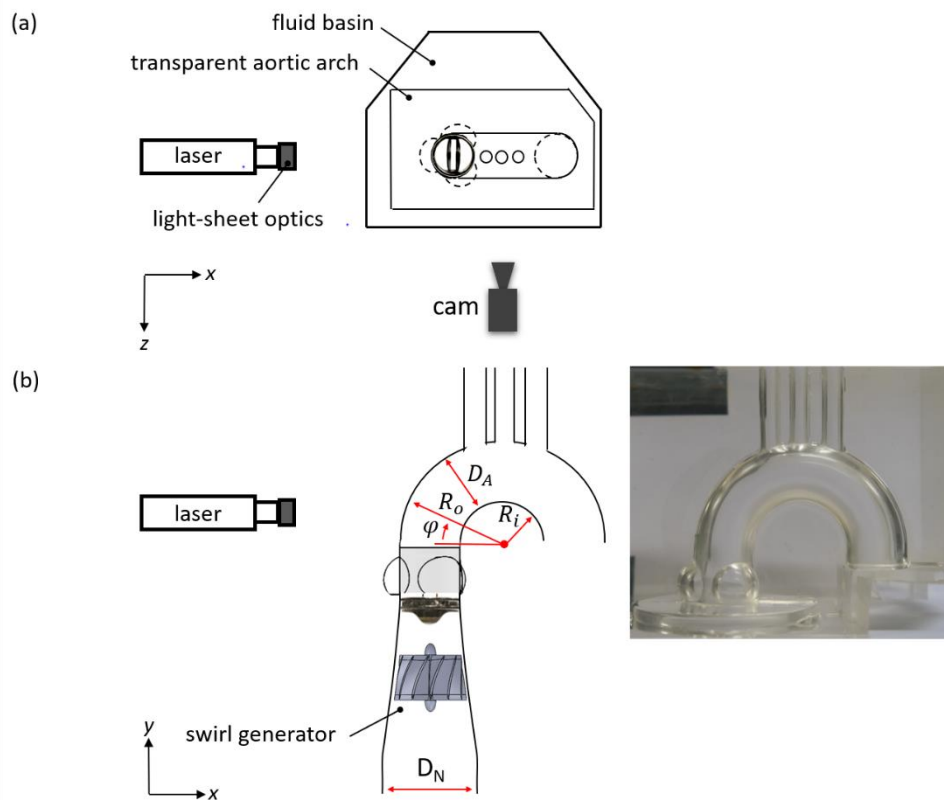 (a)
fluid basin
transparent aortic arch
laser
light-sheet optics
x
z
cam
(b)
D_A
R_o
R_i
φ
laser
swirl generator
y
x
D_N